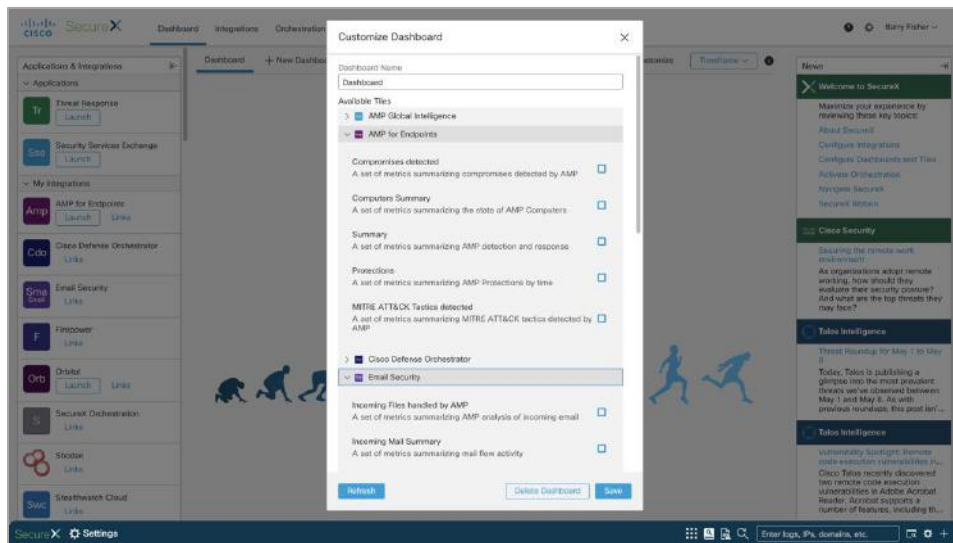 CISCO SecureX
Dashboard Integrations Orchestration
Barry Fisher
Applications & Integrations
Applications
Tr Threat Response
Launch
Sse Security Services Exchange
Launch
My Integrations
Amp AMP for Endpoints
Launch Links
Cdo Cisco Defense Orchestrator
Links
Sma Email Email Security
Links
F Firepower
Links
Orb Orbital
Launch Links
S SecureX Orchestration
Links
Shodan
Links
Swc Stealthwatch Cloud
Links
Dashboard + New Dashboa
Customize Dashboard
Dashboard Name
Dashboard
Available Tiles
AMP Global Intelligence
AMP for Endpoints
Compromises detected
A set of metrics summarizing compromises detected by AMP
Computers Summary
A set of metrics summarizing the state of AMP Computers
Summary
A set of metrics summarizing AMP detection and response
Protections
A set of metrics summarizing AMP Protections by time
MITRE ATT&CK Tactics detected
A set of metrics summarizing MITRE ATT&CK tactics detected by
AMP
Cisco Defense Orchestrator
Email Security
Incoming Files handled by AMP
A set of metrics summarizing AMP analysis of incoming email
Incoming Mail Summary
A set of metrics summarizing mail flow activity
Refresh Delete Dashboard Save
Timeframe
News
Welcome to SecureX
Maximize your experience by
reviewing these key topics:
About SecureX
Configure Integrations
Configure Dashboards and Tiles
Activate Orchestration
Navigate SecureX
SecureX Ribbon
Cisco Security
Securing the remote work
environment
As organizations adopt remote
working, how should they
evaluate their security posture?
And what are the top threats they
may face?
Talos Intelligence
Threat Roundup for May 1 to May
8
Today, Talos is publishing a
glimpse into the most prevalent
threats we've observed between
May 1 and May 8. As with
previous roundups, this post isn'...
Talos Intelligence
Vulnerability Spotlight: Remote
code execution vulnerabilities in...
Cisco Talos recently discovered
two remote code execution
vulnerabilities in Adobe Acrobat
Reader. Acrobat supports a
number of features, including th...
SecureX Settings
Enter logs, IPs, domains, etc.